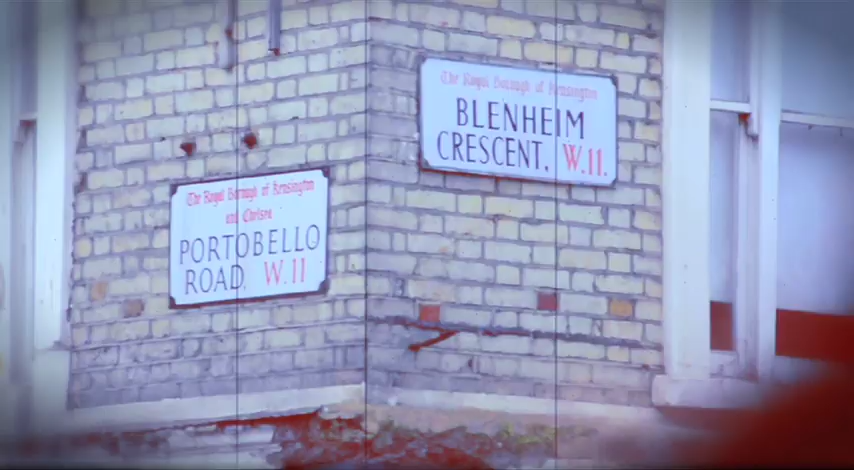 The Royal Borough of Kensington
and Chelsea
PORTOBELLO
ROAD, W.11
The Royal Borough of Kensington
BLENHEIM
CRESCENT, W.11.